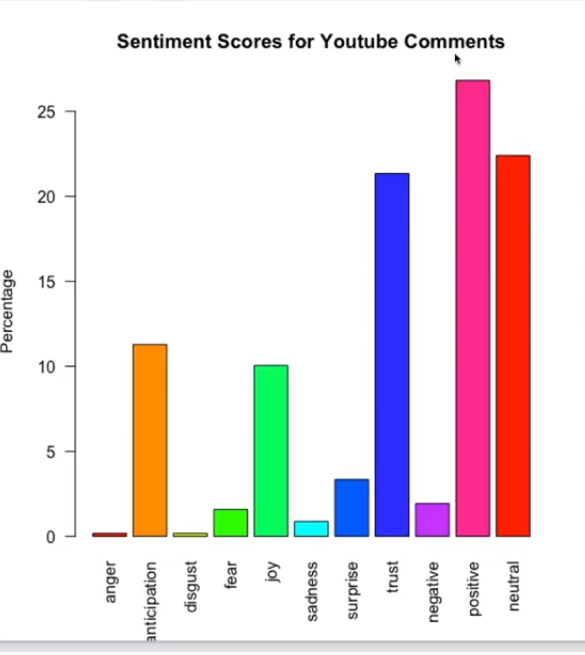 Sentiment Scores for Youtube Comments
Percentage
25
20
15
10
5
0
anger
anticipation
disgust
fear
joy
sadness
surprise
trust
negative
positive
neutral